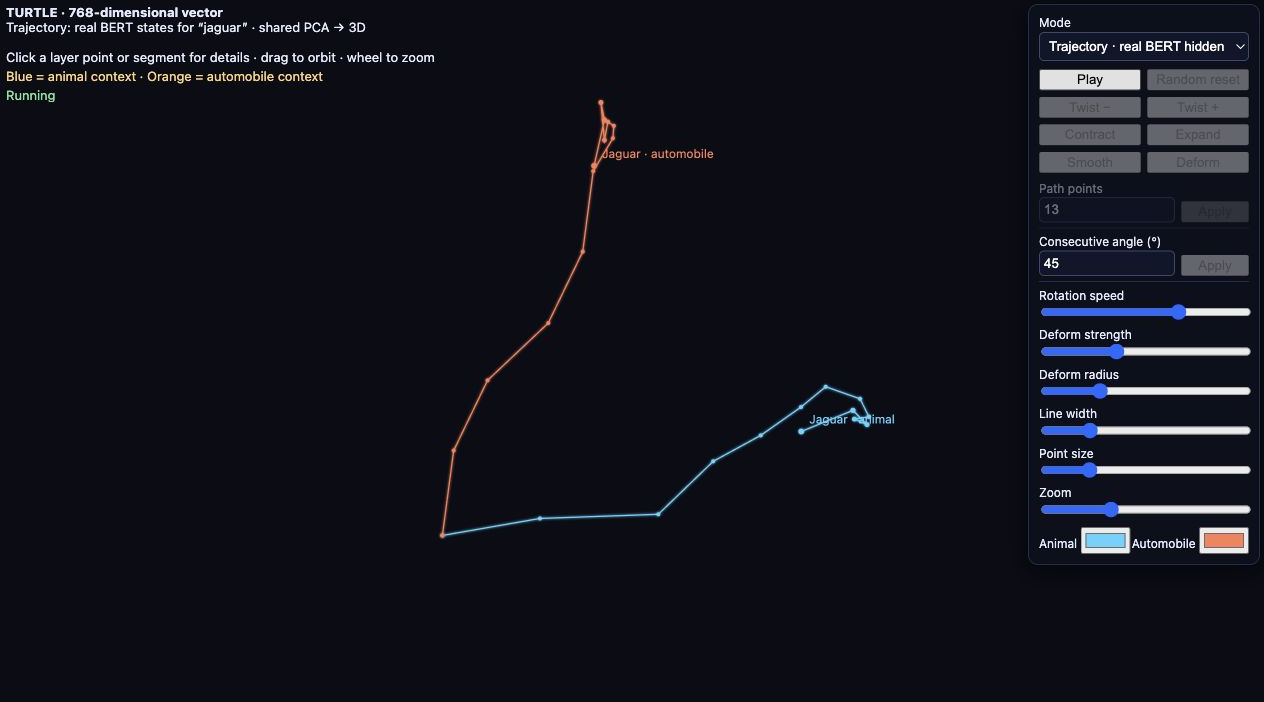 TURTLE · 768-dimensional vector
Trajectory: real BERT states for "jaguar" · shared PCA → 3D
Click a layer point or segment for details · drag to orbit · wheel to zoom
Blue = animal context · Orange = automobile context
Running
Jaguar · automobile
Jaguar · animal
Mode
Trajectory · real BERT hidden
Play Random reset
Twist − Twist +
Contract Expand
Smooth Deform
Path points
13 Apply
Consecutive angle (°)
45 Apply
Rotation speed
Deform strength
Deform radius
Line width
Point size
Zoom
Animal Automobile